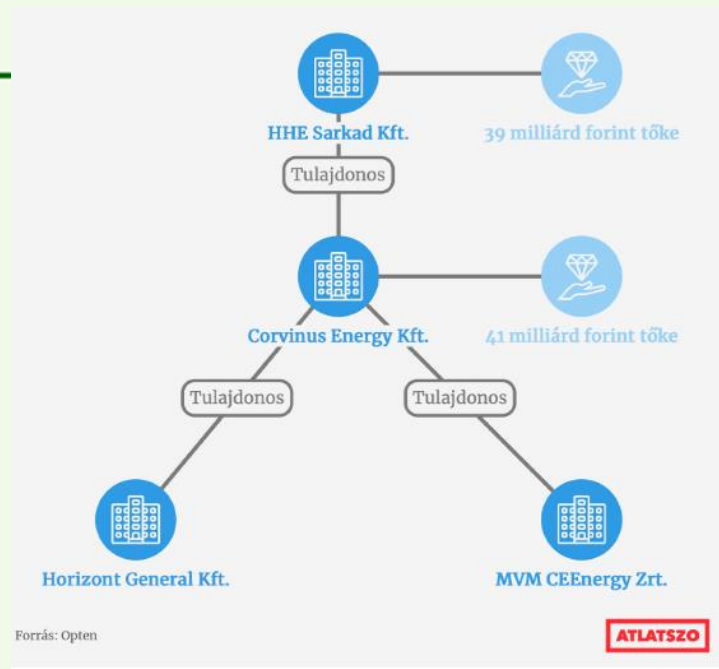 HHE Sarkad Kft.
39 milliárd forint tőke
Tulajdonos
Corvinus Energy Kft.
41 milliárd forint tőke
Tulajdonos
Tulajdonos
Horizont General Kft.
MVM CEEnergy Zrt.
Forrás: Opten
ATLATSZO